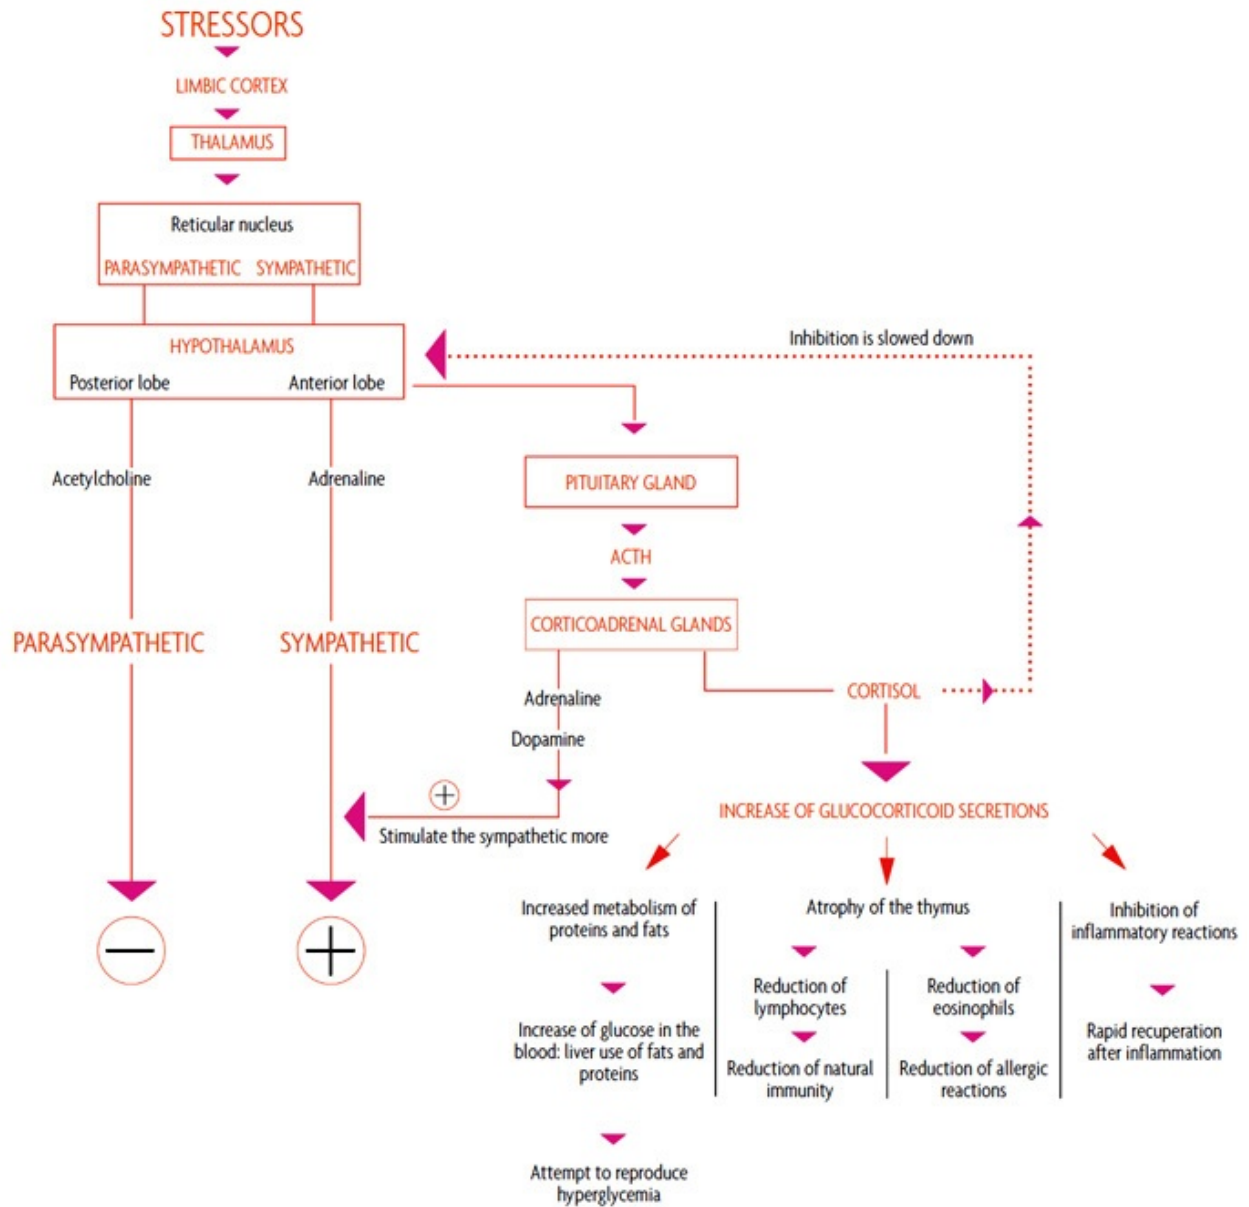 STRESSORS
LIMBIC CORTEX
THALAMUS
Reticular nucleus
PARASYMPATHETIC SYMPATHETIC
HYPOTHALAMUS
Posterior lobe
Anterior lobe
Inhibition is slowed down
Acetylcholine
Adrenaline
PITUITARY GLAND
ACTH
CORTICOADRENAL GLANDS
PARASYMPATHETIC
SYMPATHETIC
Adrenaline
Dopamine
CORTISOL
+
Stimulate the sympathetic more
INCREASE OF GLUCOCORTICOID SECRETIONS
−
+
Increased metabolism of
proteins and fats
Increase of glucose in the
blood: liver use of fats and
proteins
Attempt to reproduce
hyperglycemia
Atrophy of the thymus
Reduction of
lymphocytes
Reduction of natural
immunity
Reduction of
eosinophils
Reduction of allergic
reactions
Inhibition of
inflammatory reactions
Rapid recuperation
after inflammation